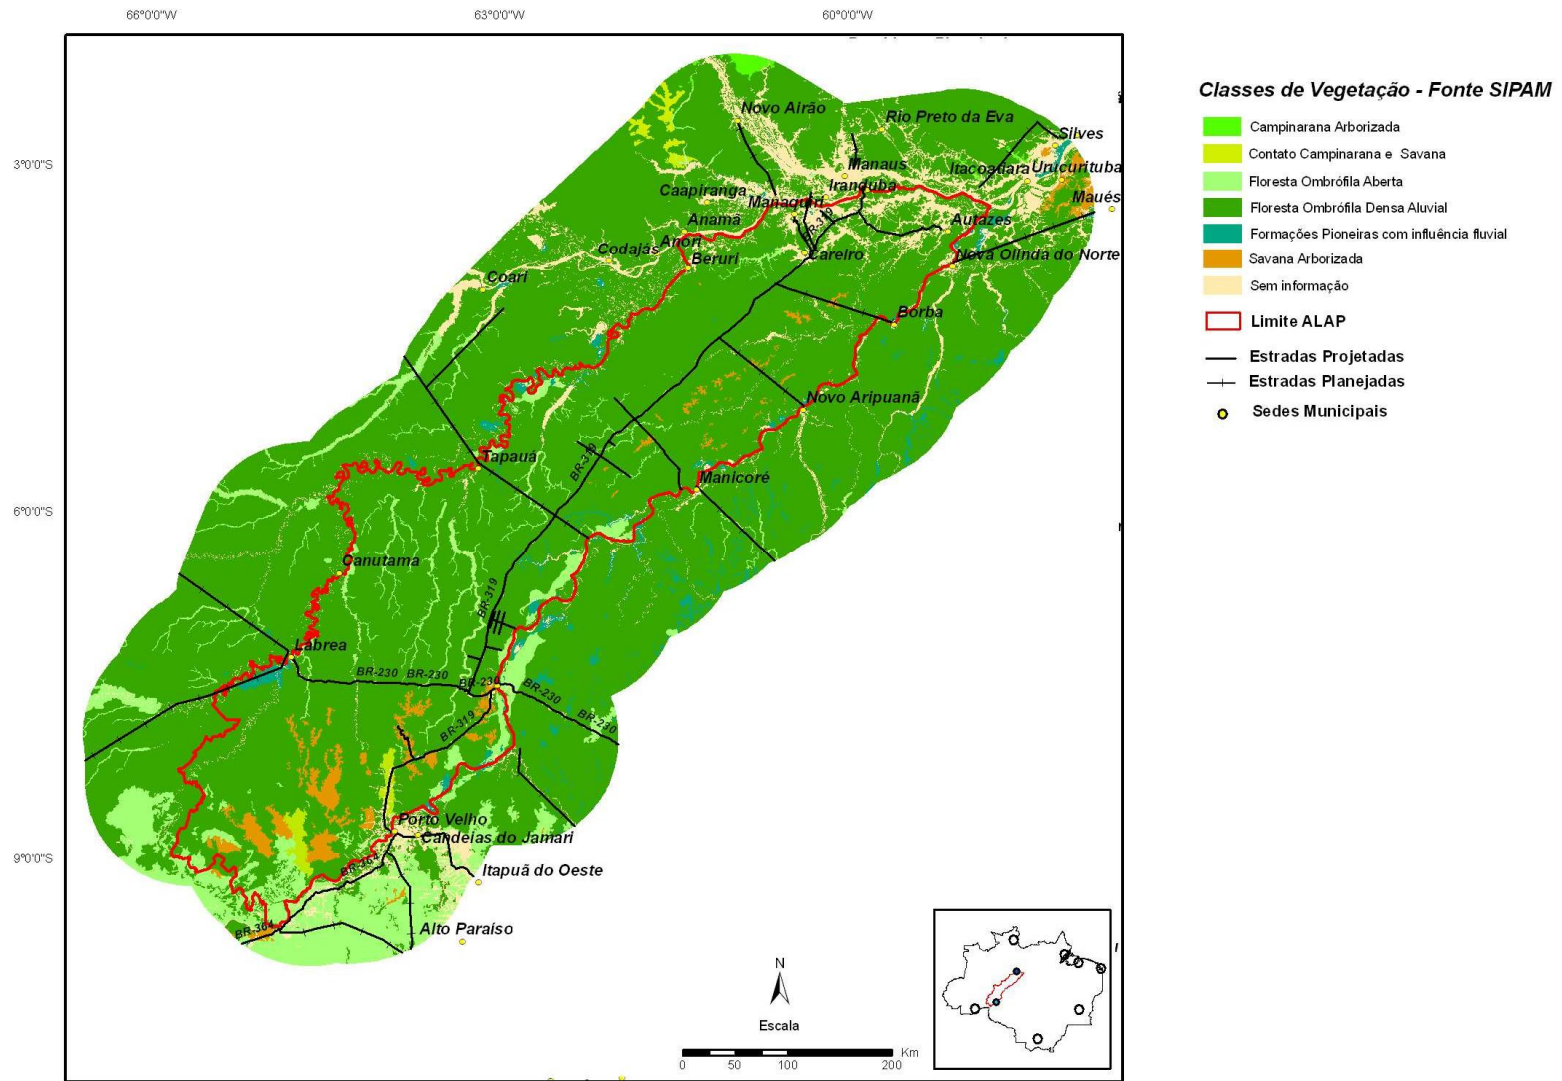 66°0'0"W
63°0'0"W
60°0'0"W
3°0'0"S
6°0'0"S
9°0'0"S
Novo Airão
Rio Preto da Eva
Silves
Manaus
Itacoatiara
Urucurituba
Caapiranga
Iranduba
Manaquiri
Maués
Anamã
BR-319
Autazes
Anori
Codajás
Careiro
Beruri
Nova Olinda do Norte
Coari
Borba
Novo Aripuanã
Tapauá
BR-319
Manicoré
Canutama
BR-319
Lábrea
BR-230
BR-230
BR-230
BR-230
BR-230
BR-319
Porto Velho
Candeias do Jamari
BR-364
Itapuã do Oeste
BR-364
Alto Paraíso
N
Escala
Km
0
50
100
200
Classes de Vegetação - Fonte SIPAM
Campinarana Arborizada
Contato Campinarana e Savana
Floresta Ombrófila Aberta
Floresta Ombrófila Densa Aluvial
Formações Pioneiras com influência fluvial
Savana Arborizada
Sem informação
Limite ALAP
Estradas Projetadas
Estradas Planejadas
Sedes Municipais